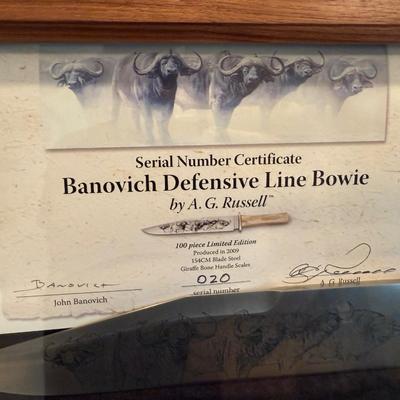 Serial Number Certificate
Banovich Defensive Line Bowie
by A. G. Russell™
100 piece Limited Edition
Produced in 2009
154CM Blade Steel
Giraffe Bone Handle Scales
BANOVICH
020
John Banovich
serial number
A. G. Russell